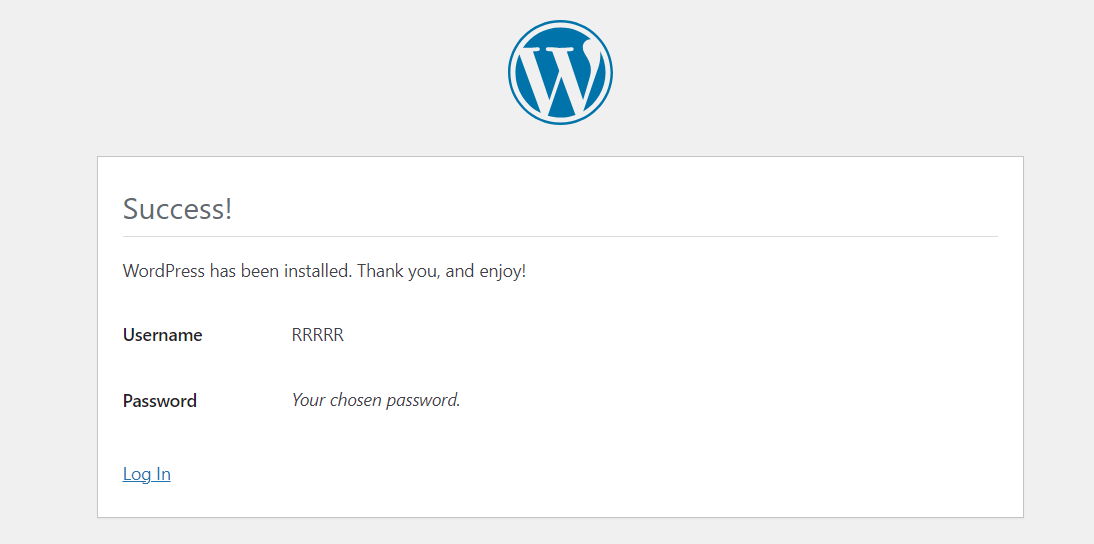 Success!
WordPress has been installed. Thank you, and enjoy!
Username RRRRR
Password Your chosen password.
Log In